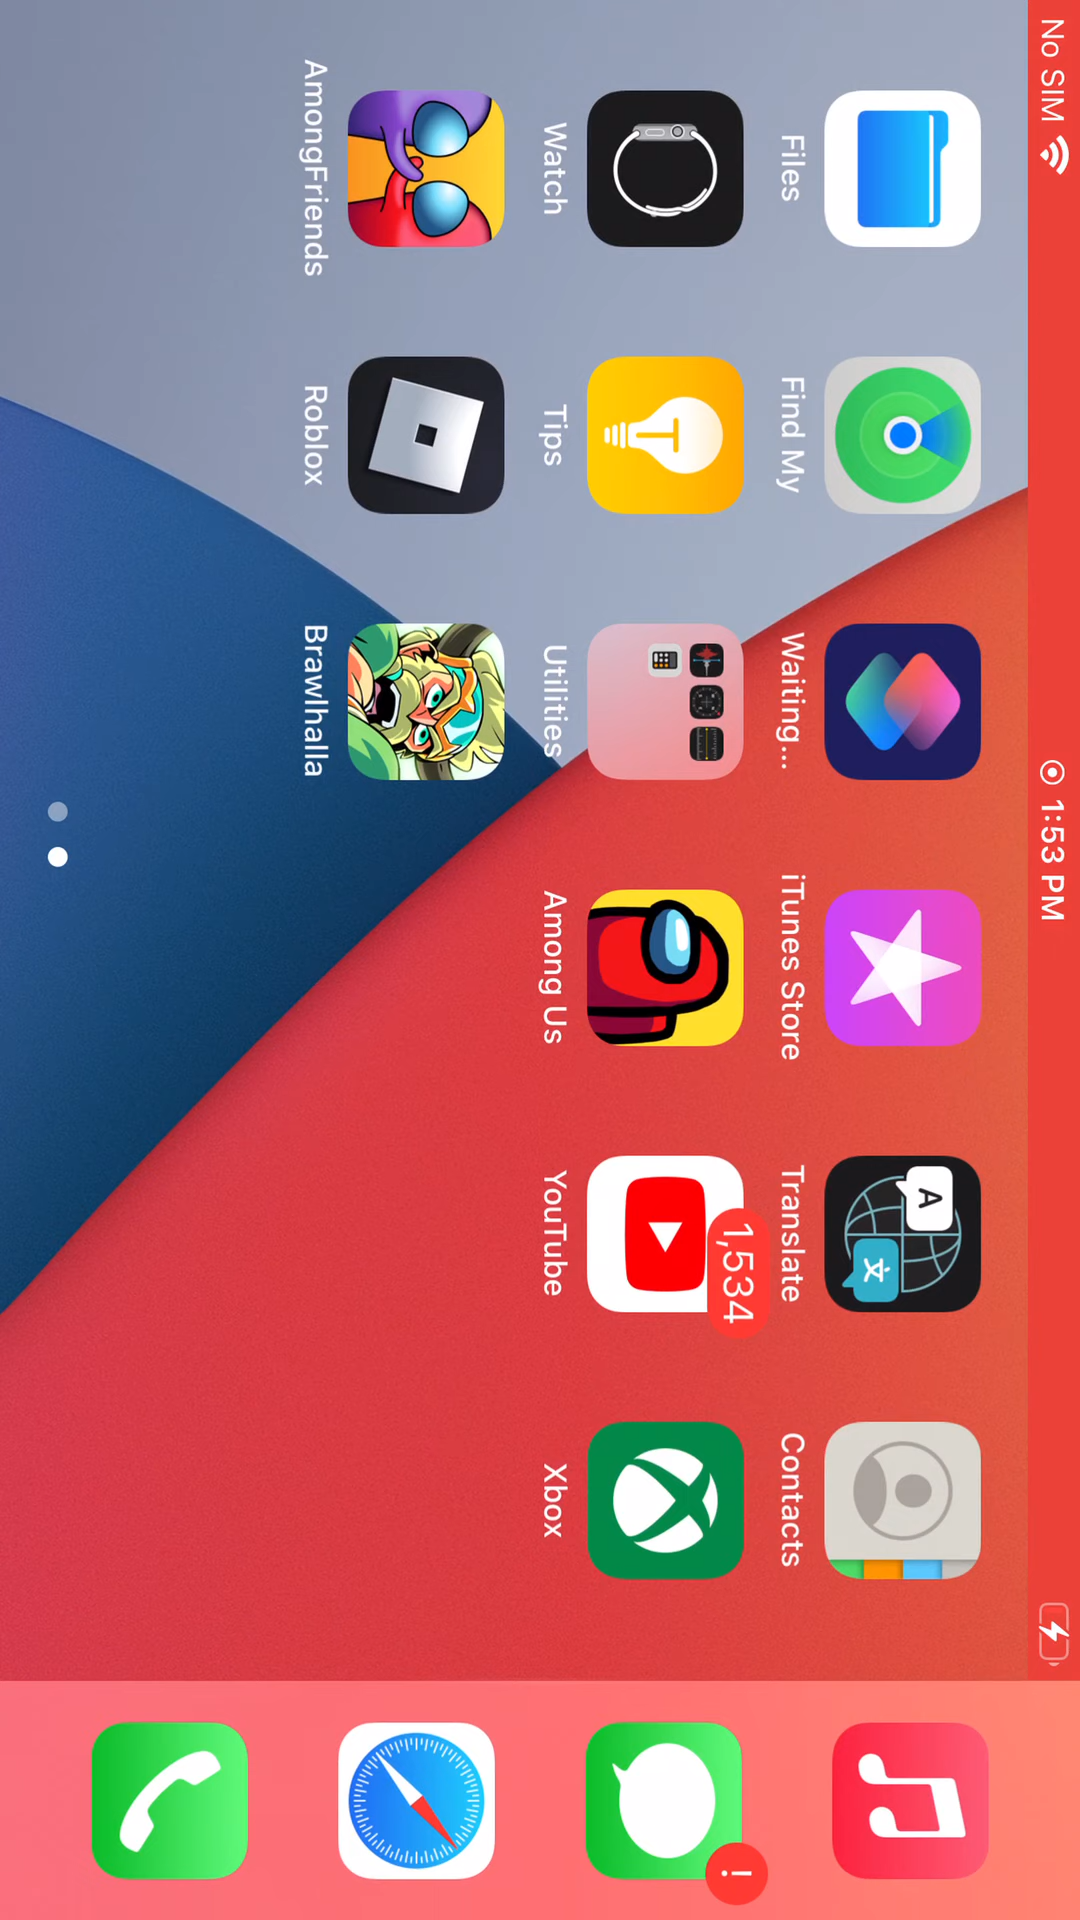 No SIM
1:53 PM
Files
Find My
Waiting...
iTunes Store
A
文
Translate
Contacts
Watch
Tips
Utilities
Among Us
1,534
YouTube
Xbox
AmongFriends
Roblox
Brawlhalla
!